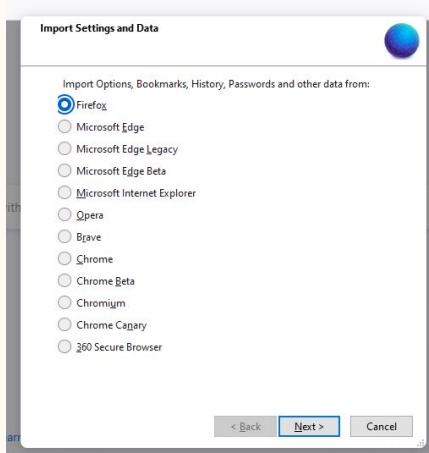 Import Settings and Data
Import Options, Bookmarks, History, Passwords and other data from:
Firefox
Microsoft Edge
Microsoft Edge Legacy
Microsoft Edge Beta
Microsoft Internet Explorer
Opera
Brave
Chrome
Chrome Beta
Chromium
Chrome Canary
360 Secure Browser
< Back Next > Cancel